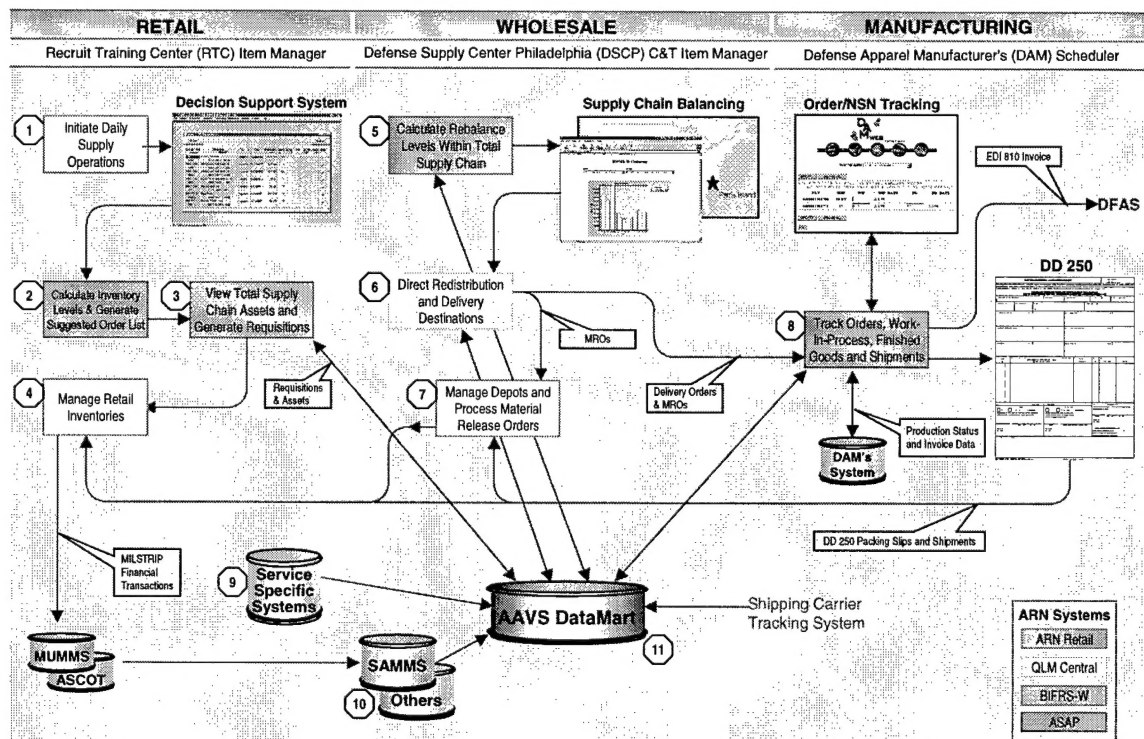 RETAIL
WHOLESALE
MANUFACTURING
Recruit Training Center (RTC) Item Manager
Defense Supply Center Philadelphia (DSCP) C&T Item Manager
Defense Apparel Manufacturer's (DAM) Scheduler
1
Initiate Daily
Supply
Operations
Decision Support System
5
Calculate Rebalance
Levels Within Total
Supply Chain
Supply Chain Balancing
Order/NSN Tracking
EDI 810 Invoice
DFAS
DD 250
2
Calculate Inventory
Levels & Generate
Suggested Order List
3
View Total Supply
Chain Assets and
Generate Requisitions
6
Direct Redistribution
and Delivery
Destinations
MROs
8
Track Orders, Work-
In-Process, Finished
Goods and Shipments
4
Manage Retail
Inventories
Requisitions
& Assets
7
Manage Depots and
Process Material
Release Orders
Delivery Orders
& MROs
Production Status
and Invoice Data
DAM's
System
DD 250 Packing Slips and Shipments
MILSTRIP
Financial
Transactions
9
Service
Specific
Systems
AAVS DataMart
11
Shipping Carrier
Tracking System
MUMMS
ASCOT
SAMMS
Others
10
ARN Systems
ARN Retail
QLM Central
BIFRS-W
ASAP